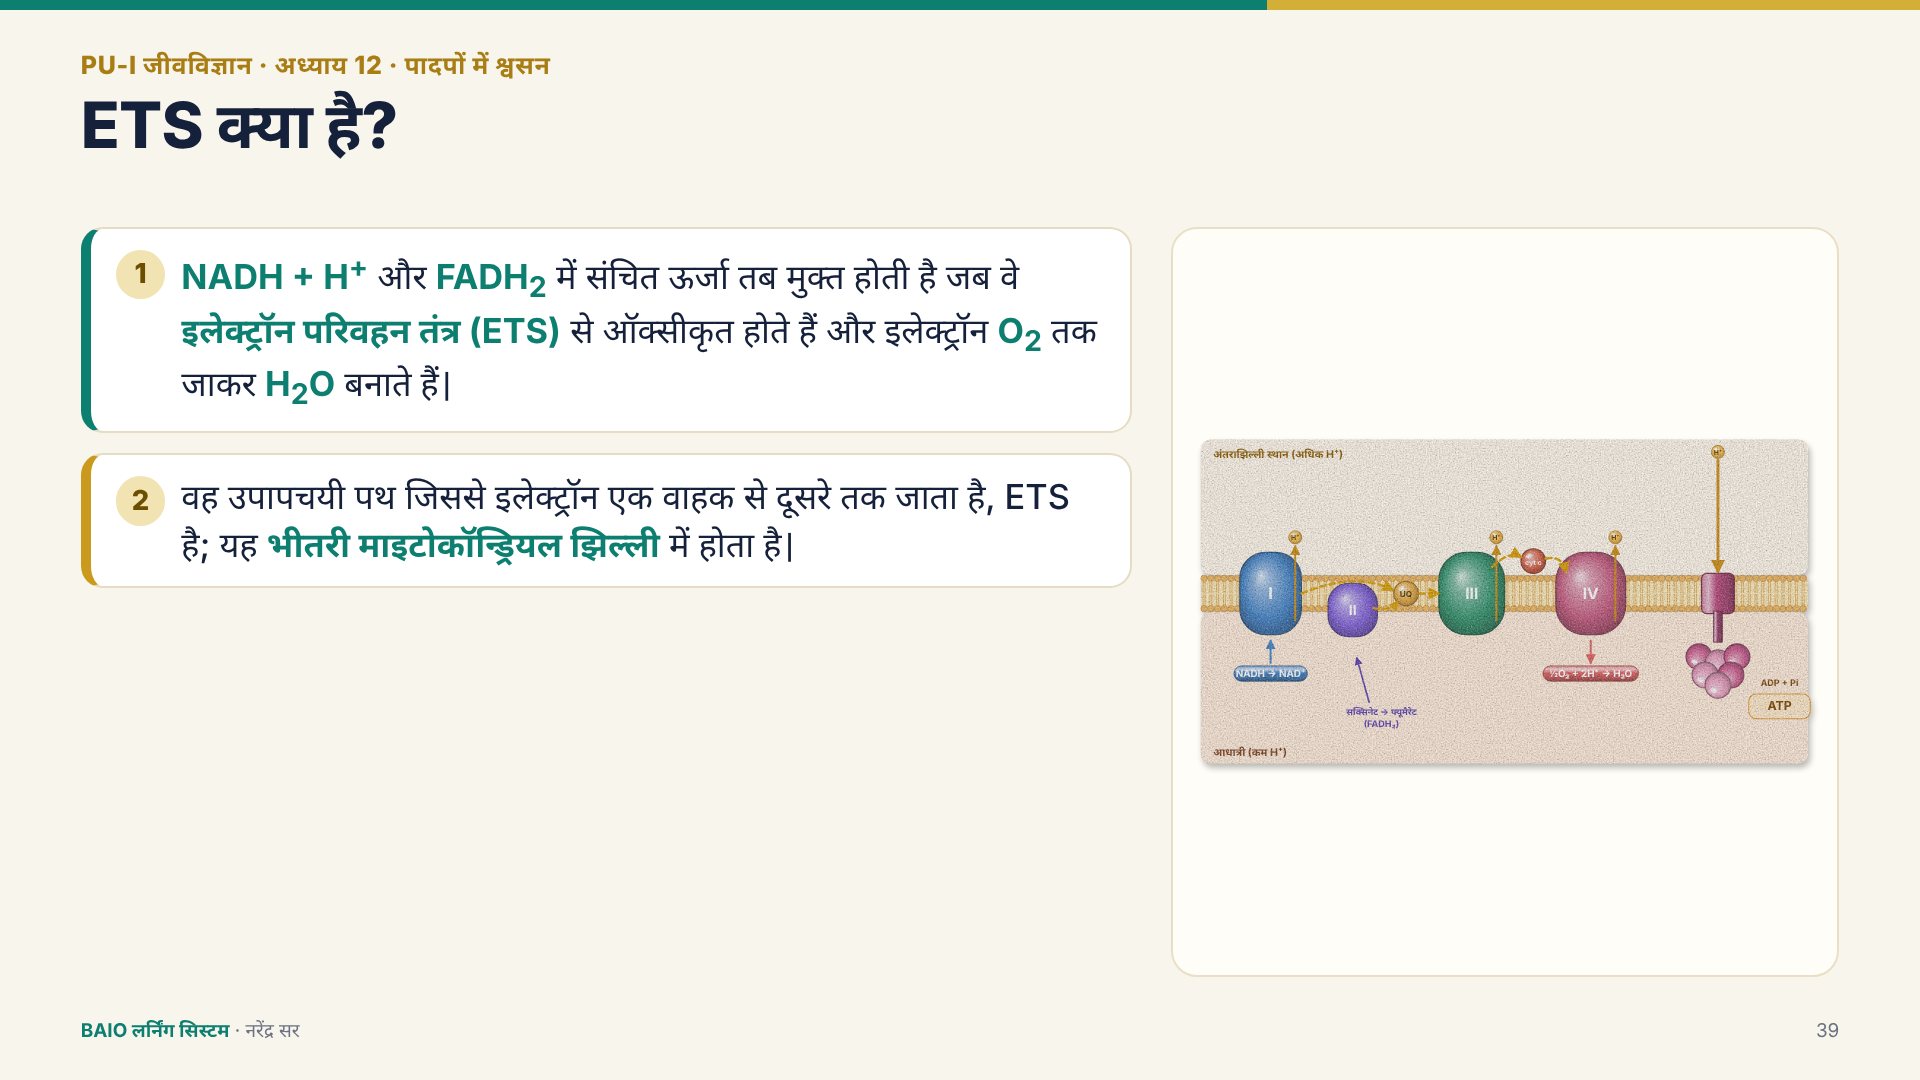 PU-I जीवविज्ञान · अध्याय 12 · पादपों में श्वसन
ETS क्या है?
1
NADH + H⁺ और FADH₂ में संचित ऊर्जा तब मुक्त होती है जब वे
इलेक्ट्रॉन परिवहन तंत्र (ETS) से ऑक्सीकृत होते हैं और इलेक्ट्रॉन O₂ तक
जाकर H₂O बनाते हैं|
2
वह उपापचयी पथ जिससे इलेक्ट्रॉन एक वाहक से दूसरे तक जाता है, ETS
है; यह भीतरी माइटोकॉन्ड्रियल झिल्ली में होता है|
अंतराझिल्ली स्थान (अधिक H⁺)
H⁺
H⁺
H⁺
H⁺
cyt c
I
II
UQ
III
IV
NADH → NAD⁺
½O₂ + 2H⁺ → H₂O
सक्सिनेट → फ्यूमैरेट
(FADH₂)
ADP + Pi
ATP
आधात्री (कम H⁺)
BAIO लर्निंग सिस्टम · नरेंद्र सर
39